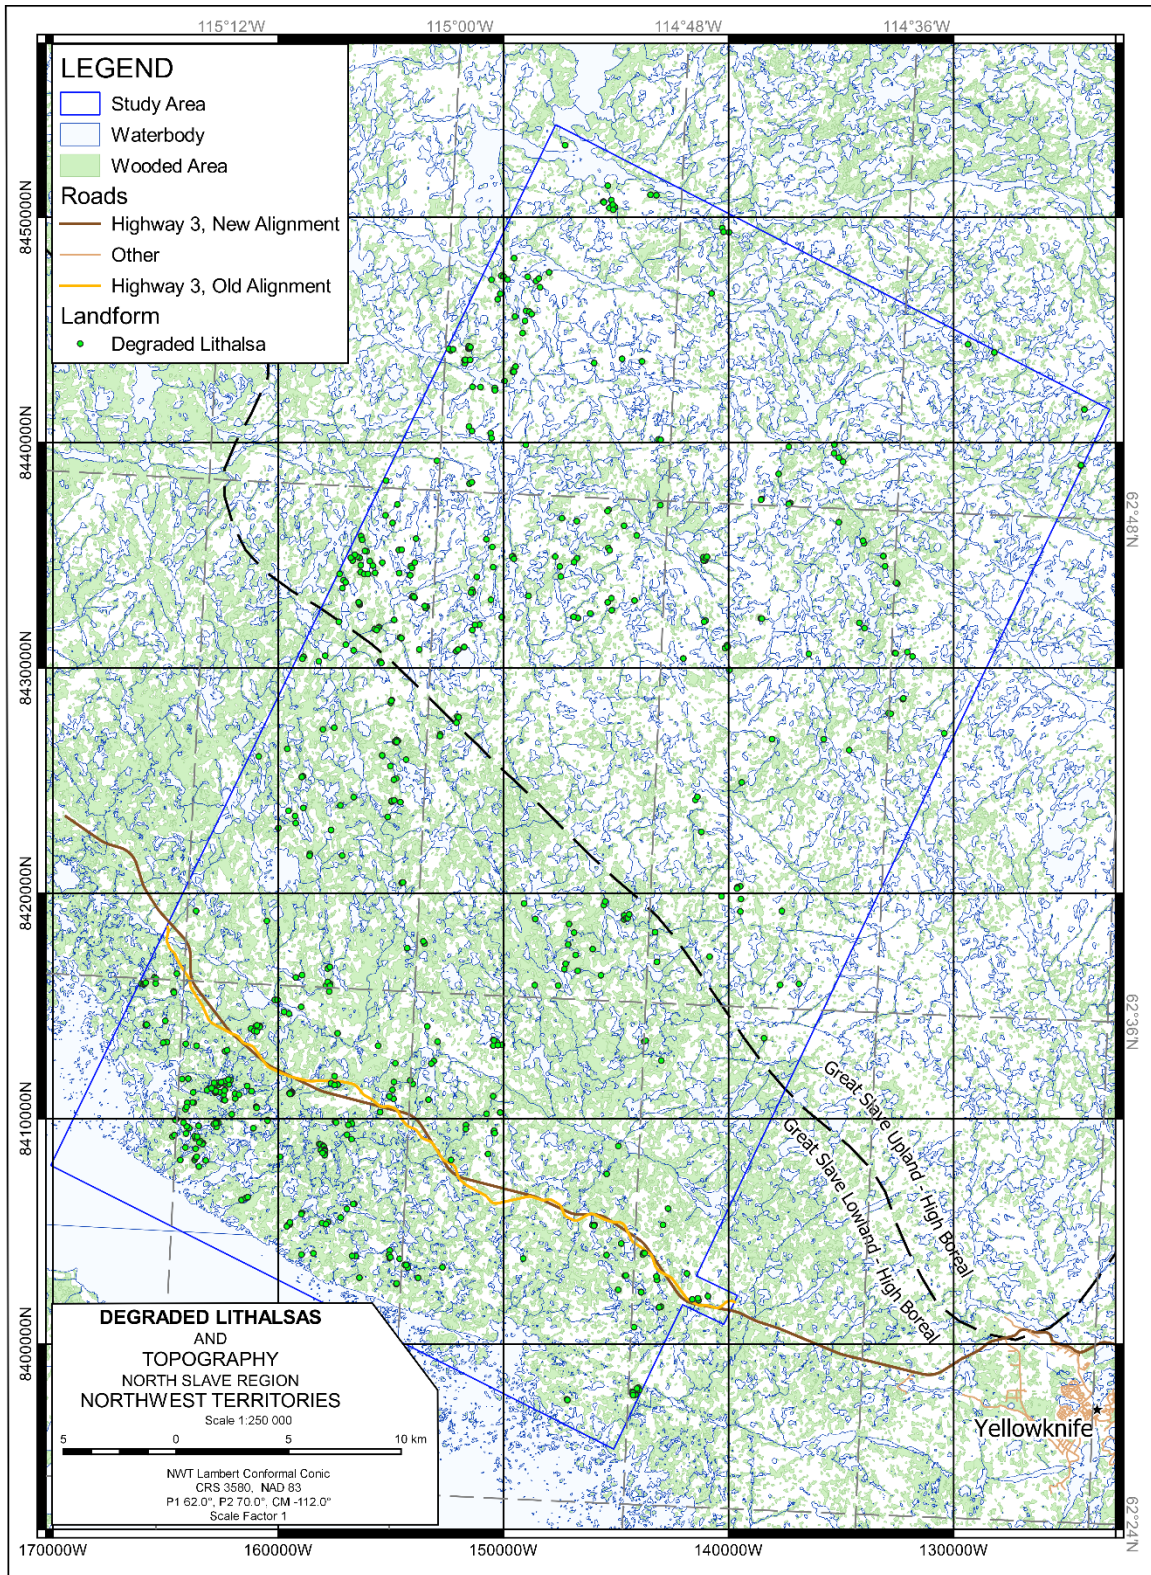 115°12'W 115°00'W 114°48'W 114°36'W
LEGEND
Study Area
Waterbody
Wooded Area
Roads
Highway 3, New Alignment
Other
Highway 3, Old Alignment
Landform
Degraded Lithalsa
8450000N
8440000N
8430000N
8420000N
8410000N
8400000N
62°48'N
62°36'N
62°24'N
Great Slave Upland - High Boreal
Great Slave Lowland - High Boreal
Yellowknife
DEGRADED LITHALSAS
AND
TOPOGRAPHY
NORTH SLAVE REGION
NORTHWEST TERRITORIES
Scale 1:250 000
5 0 5 10 km
NWT Lambert Conformal Conic
CRS 3580, NAD 83
P1 62.0°, P2 70.0°, CM -112.0°
Scale Factor 1
170000W 160000W 150000W 140000W 130000W